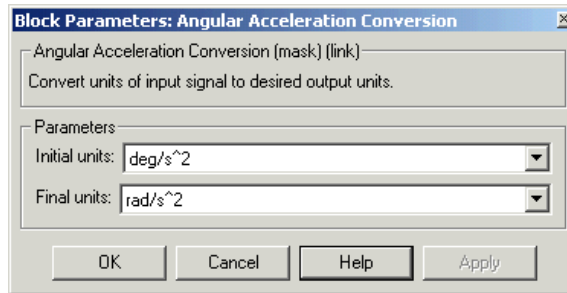 Block Parameters: Angular Acceleration Conversion
Angular Acceleration Conversion (mask) (link)
Convert units of input signal to desired output units.
Parameters
Initial units: deg/s^2
Final units: rad/s^2
OK Cancel Help Apply